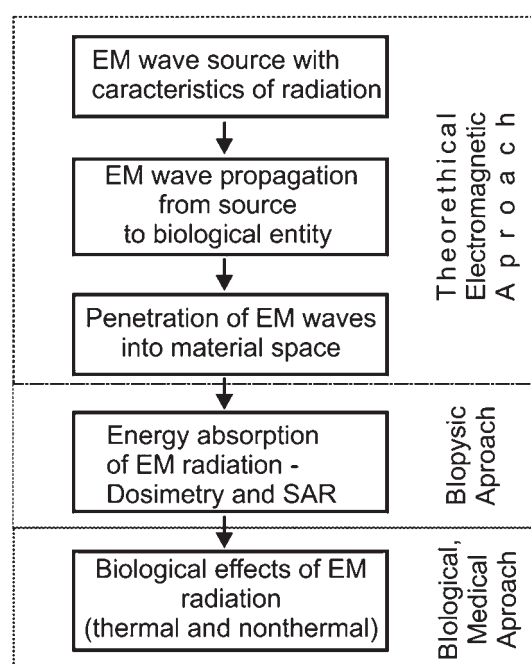 EM wave source with
caracteristics of radiation
EM wave propagation
from source
to biological entity
Penetration of EM waves
into material space
Theorethical
Electromagnetic
Aproach
Energy absorption
of EM radiation -
Dosimetry and SAR
Blopysic
Aproach
Biological effects of EM
radiation
(thermal and nonthermal)
Biological,
Medical
Aproach